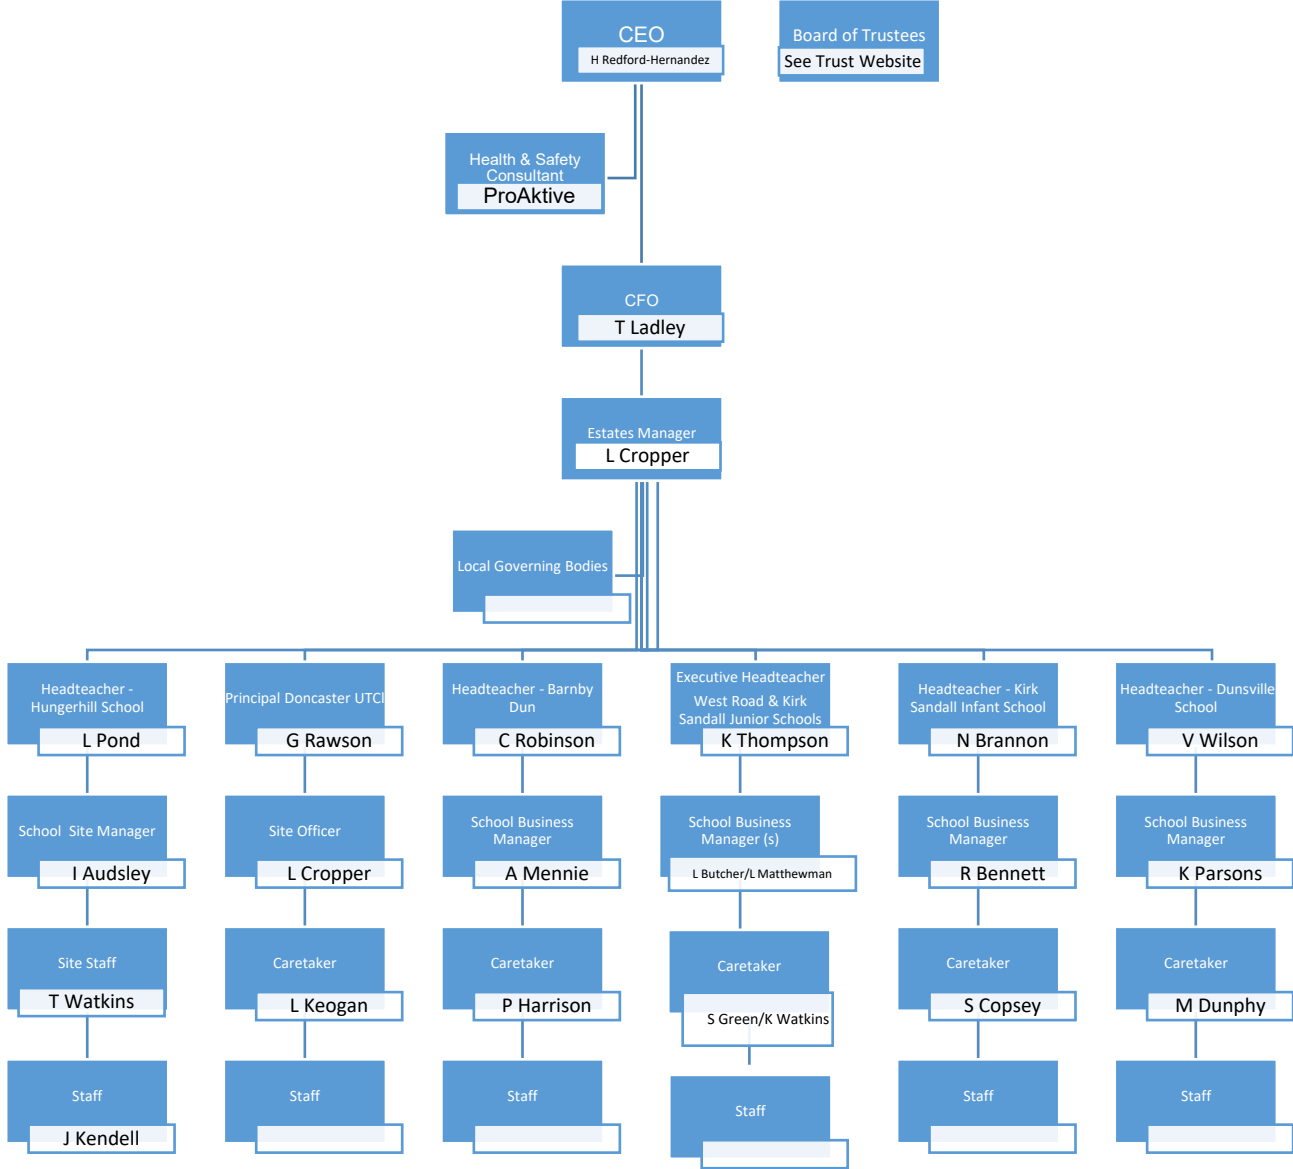 CEO
H Redford-Hernandez
Board of Trustees
See Trust Website
Health & Safety
Consultant
ProAktive
CFO
T Ladley
Estates Manager
L Cropper
Local Governing Bodies
Headteacher -
Hungerhill School
L Pond
Principal Doncaster UTCl
G Rawson
Headteacher - Barnby
Dun
C Robinson
Executive Headteacher
West Road & Kirk
Sandall Junior Schools
K Thompson
Headteacher - Kirk
Sandall Infant School
N Brannon
Headteacher - Dunsville
School
V Wilson
School  Site Manager
I Audsley
Site Officer
L Cropper
School Business
Manager
A Mennie
School Business
Manager (s)
L Butcher/L Matthewman
School Business
Manager
R Bennett
School Business
Manager
K Parsons
Site Staff
T Watkins
Caretaker
L Keogan
Caretaker
P Harrison
Caretaker
S Green/K Watkins
Caretaker
S Copsey
Caretaker
M Dunphy
Staff
J Kendell
Staff
Staff
Staff
Staff
Staff